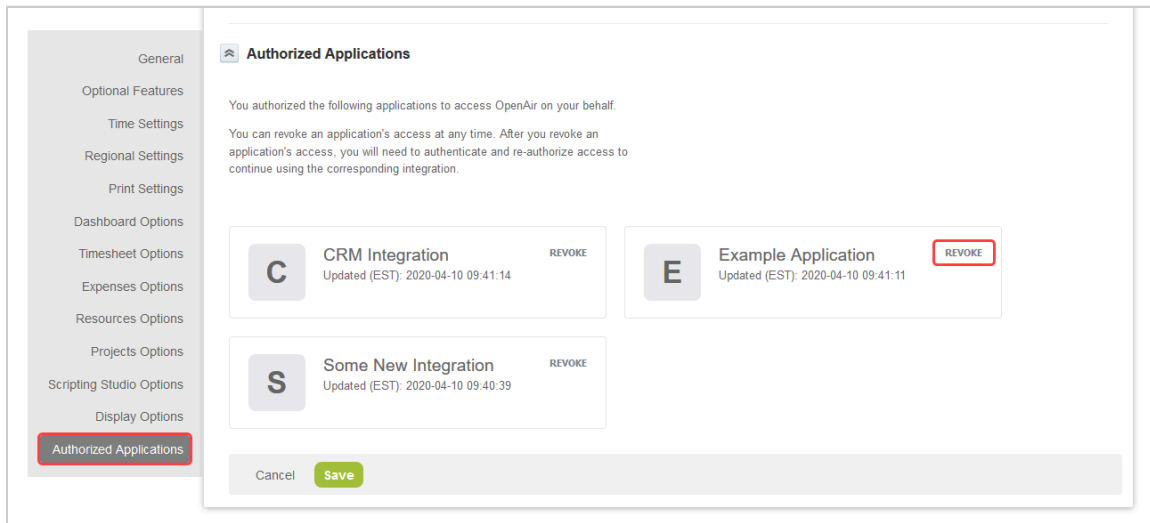 General
Optional Features
Time Settings
Regional Settings
Print Settings
Dashboard Options
Timesheet Options
Expenses Options
Resources Options
Projects Options
Scripting Studio Options
Display Options
Authorized Applications
Authorized Applications
You authorized the following applications to access OpenAir on your behalf.
You can revoke an application's access at any time. After you revoke an
application's access, you will need to authenticate and re-authorize access to
continue using the corresponding integration.
C
CRM Integration
REVOKE
Updated (EST): 2020-04-10 09:41:14
E
Example Application
REVOKE
Updated (EST): 2020-04-10 09:41:11
S
Some New Integration
REVOKE
Updated (EST): 2020-04-10 09:40:39
Cancel
Save